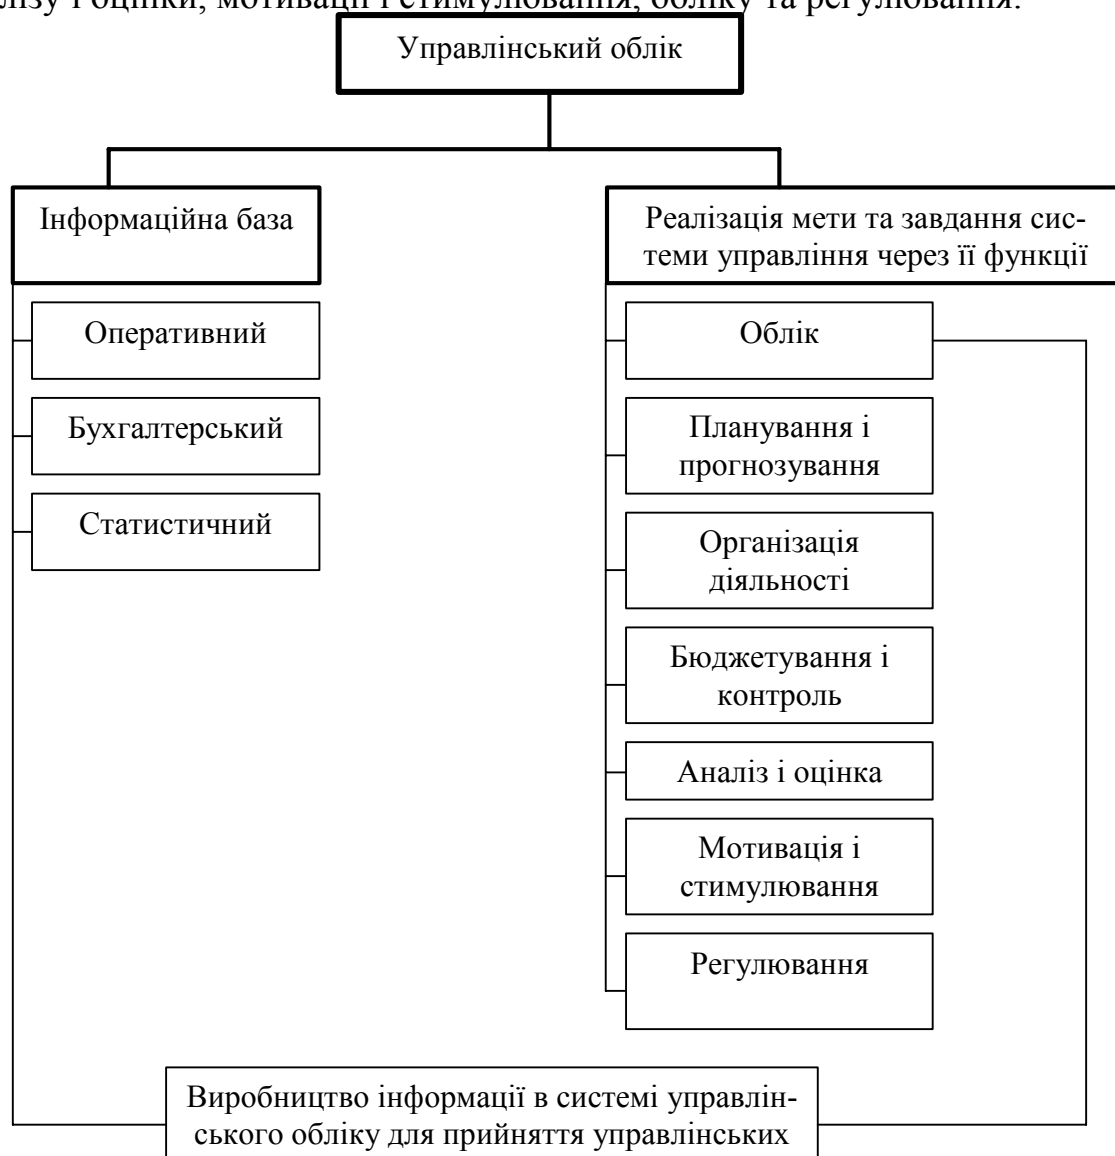 лізу і оцінки, мотивації і стимулювання, обліку та регулювання.
Управлінський облік
Інформаційна база
Оперативний
Бухгалтерський
Статистичний
Реалізація мети та завдання сис-
теми управління через її функції
Облік
Планування і
прогнозування
Організація
діяльності
Бюджетування і
контроль
Аналіз і оцінка
Мотивація і
стимулювання
Регулювання
Виробництво інформації в системі управлін-
ського обліку для прийняття управлінських